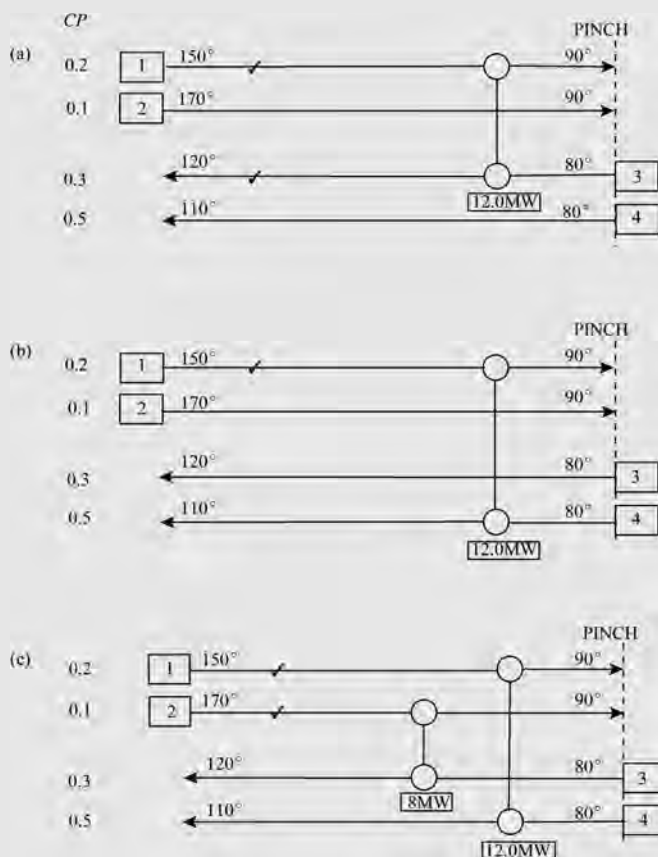 CP
PINCH
(a) 0.2 1 150° 90°
0.1 2 170° 90°
0.3 120° 80° 3
12.0MW
0.5 110° 80° 4
PINCH
(b) 0.2 1 150° 90°
0.1 2 170° 90°
0.3 120° 80° 3
0.5 110° 80° 4
12.0MW
PINCH
(c) 0.2 1 150° 90°
0.1 2 170° 90°
0.3 120° 80° 3
8MW
0.5 110° 80° 4
12.0MW